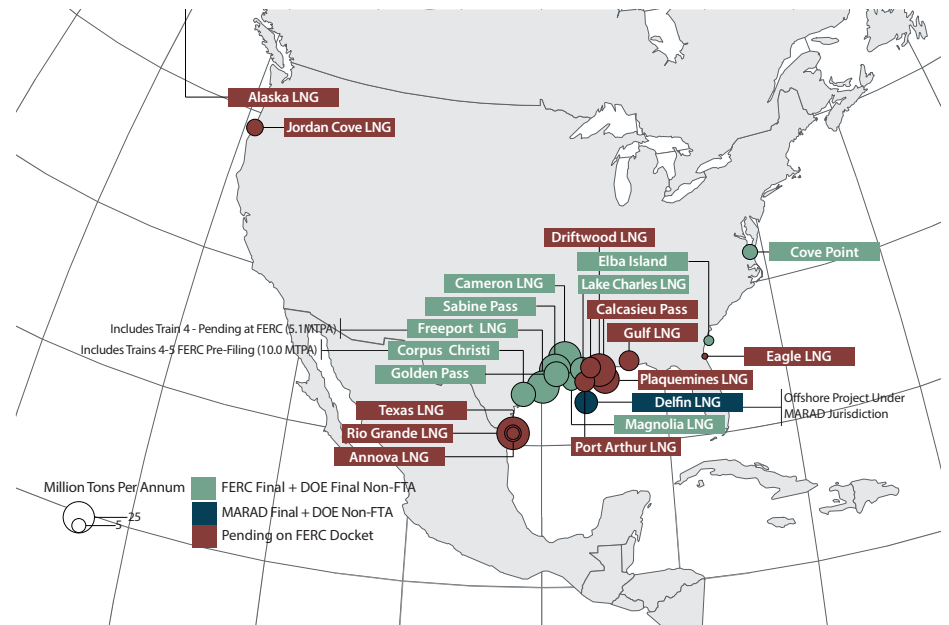 Alaska LNG
Jordan Cove LNG
Driftwood LNG
Elba Island
Cove Point
Cameron LNG
Lake Charles LNG
Sabine Pass
Calcasieu Pass
Includes Train 4 - Pending at FERC (5.1MTPA)
Freeport LNG
Gulf LNG
Includes Trains 4-5 FERC Pre-Filing (10.0 MTPA)
Corpus Christi
Eagle LNG
Golden Pass
Plaquemines LNG
Delfin LNG
Offshore Project Under
MARAD Jurisdiction
Texas LNG
Magnolia LNG
Rio Grande LNG
Port Arthur LNG
Annova LNG
Million Tons Per Annum
25
5
FERC Final + DOE Final Non-FTA
MARAD Final + DOE Non-FTA
Pending on FERC Docket